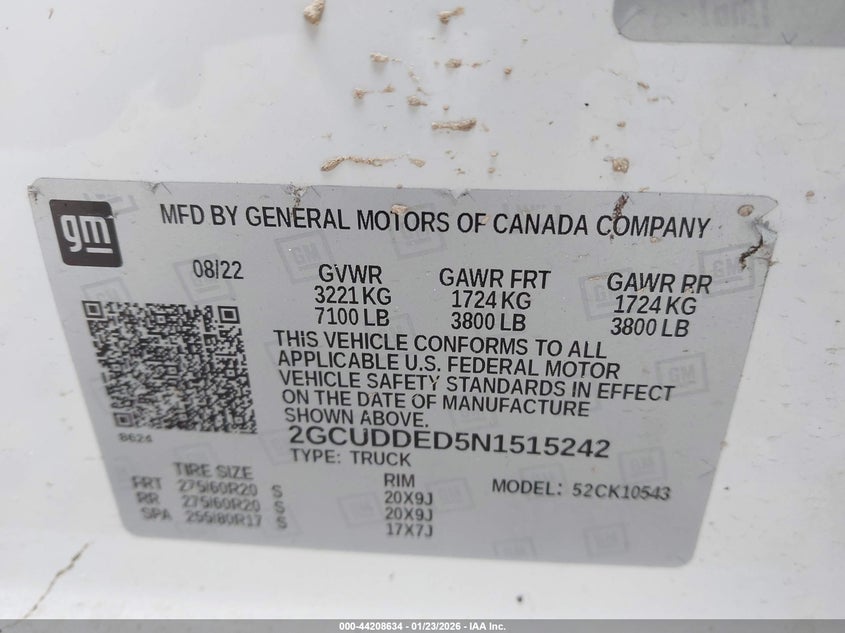 gm
MFD BY GENERAL MOTORS OF CANADA COMPANY
08/22
GVWR GAWR FRT GAWR RR
3221 KG 1724 KG 1724 KG
7100 LB 3800 LB 3800 LB
THIS VEHICLE CONFORMS TO ALL
APPLICABLE U.S. FEDERAL MOTOR
VEHICLE SAFETY STANDARDS IN EFFECT
ON THE DATE OF MANUFACTURE
SHOWN ABOVE.
8624
2GCUDDED5N1515242
TYPE: TRUCK
TIRE SIZE RIM MODEL: 52CK10543
FRT 275/60R20 S 20X9J
RR 275/60R20 S 20X9J
SPA 255/80R17 S 17X7J
000-44208634 - 01/23/2026 - IAA Inc.